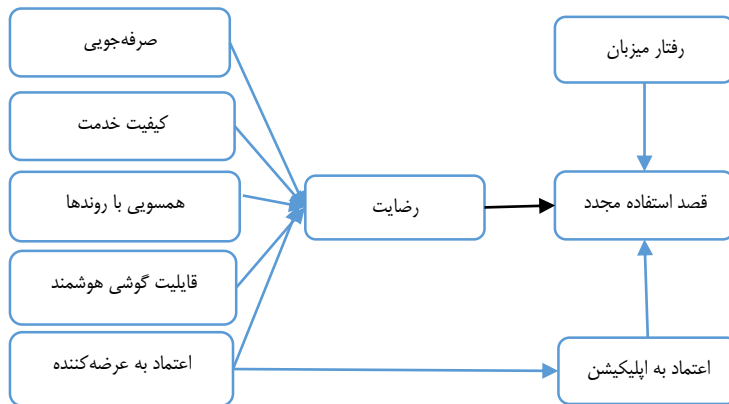 صرفه‌جویی
رفتار میزبان
کیفیت خدمت
همسویی با روندها
رضایت
قصد استفاده مجدد
قابلیت گوشی هوشمند
اعتماد به عرضه‌کننده
اعتماد به اپلیکیشن